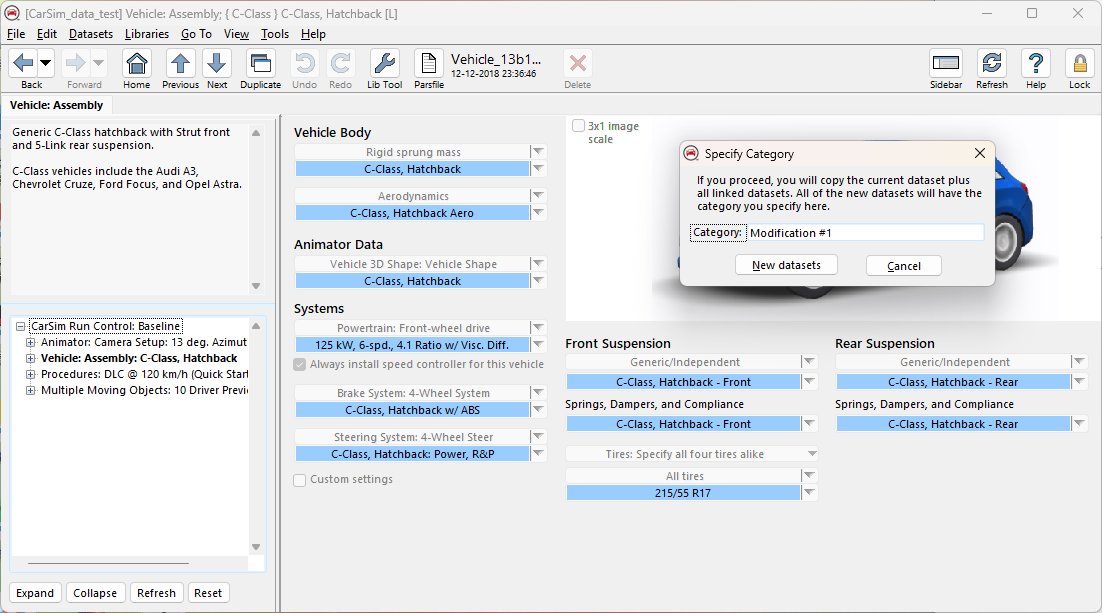 [CarSim_data_test] Vehicle: Assembly; { C-Class } C-Class, Hatchback [L]
File Edit Datasets Libraries Go To View Tools Help
Back Forward Home Previous Next Duplicate Undo Redo Lib Tool Parsfile Vehicle_13b1... 12-12-2018 23:36:46 Delete Sidebar Refresh Help Lock
Vehicle: Assembly
Generic C-Class hatchback with Strut front
and 5-Link rear suspension.
C-Class vehicles include the Audi A3,
Chevrolet Cruze, Ford Focus, and Opel Astra.
CarSim Run Control: Baseline
Animator: Camera Setup: 13 deg. Azimut
Vehicle: Assembly: C-Class, Hatchback
Procedures: DLC @ 120 km/h (Quick Start
Multiple Moving Objects: 10 Driver Previe
Expand Collapse Refresh Reset
Vehicle Body
Rigid sprung mass
C-Class, Hatchback
Aerodynamics
C-Class, Hatchback Aero
Animator Data
Vehicle 3D Shape: Vehicle Shape
C-Class, Hatchback
Systems
Powertrain: Front-wheel drive
125 kW, 6-spd., 4.1 Ratio w/ Visc. Diff.
Always install speed controller for this vehicle
Brake System: 4-Wheel System
C-Class, Hatchback w/ ABS
Steering System: 4-Wheel Steer
C-Class, Hatchback: Power, R&P
Custom settings
3x1 image
scale
Specify Category
If you proceed, you will copy the current dataset plus
all linked datasets. All of the new datasets will have the
category you specify here.
Category: Modification #1
New datasets Cancel
Front Suspension
Generic/Independent
C-Class, Hatchback - Front
Springs, Dampers, and Compliance
C-Class, Hatchback - Front
Tires: Specify all four tires alike
All tires
215/55 R17
Rear Suspension
Generic/Independent
C-Class, Hatchback - Rear
Springs, Dampers, and Compliance
C-Class, Hatchback - Rear